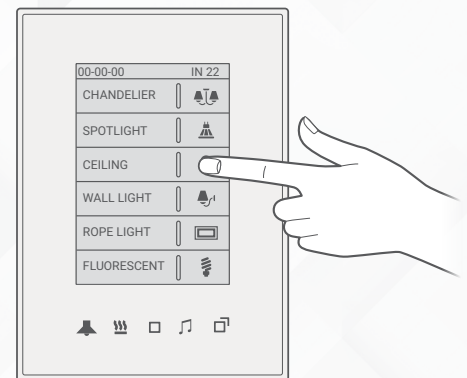 00-00-00 IN 22
CHANDELIER
SPOTLIGHT
CEILING
WALL LIGHT
ROPE LIGHT
FLUORESCENT